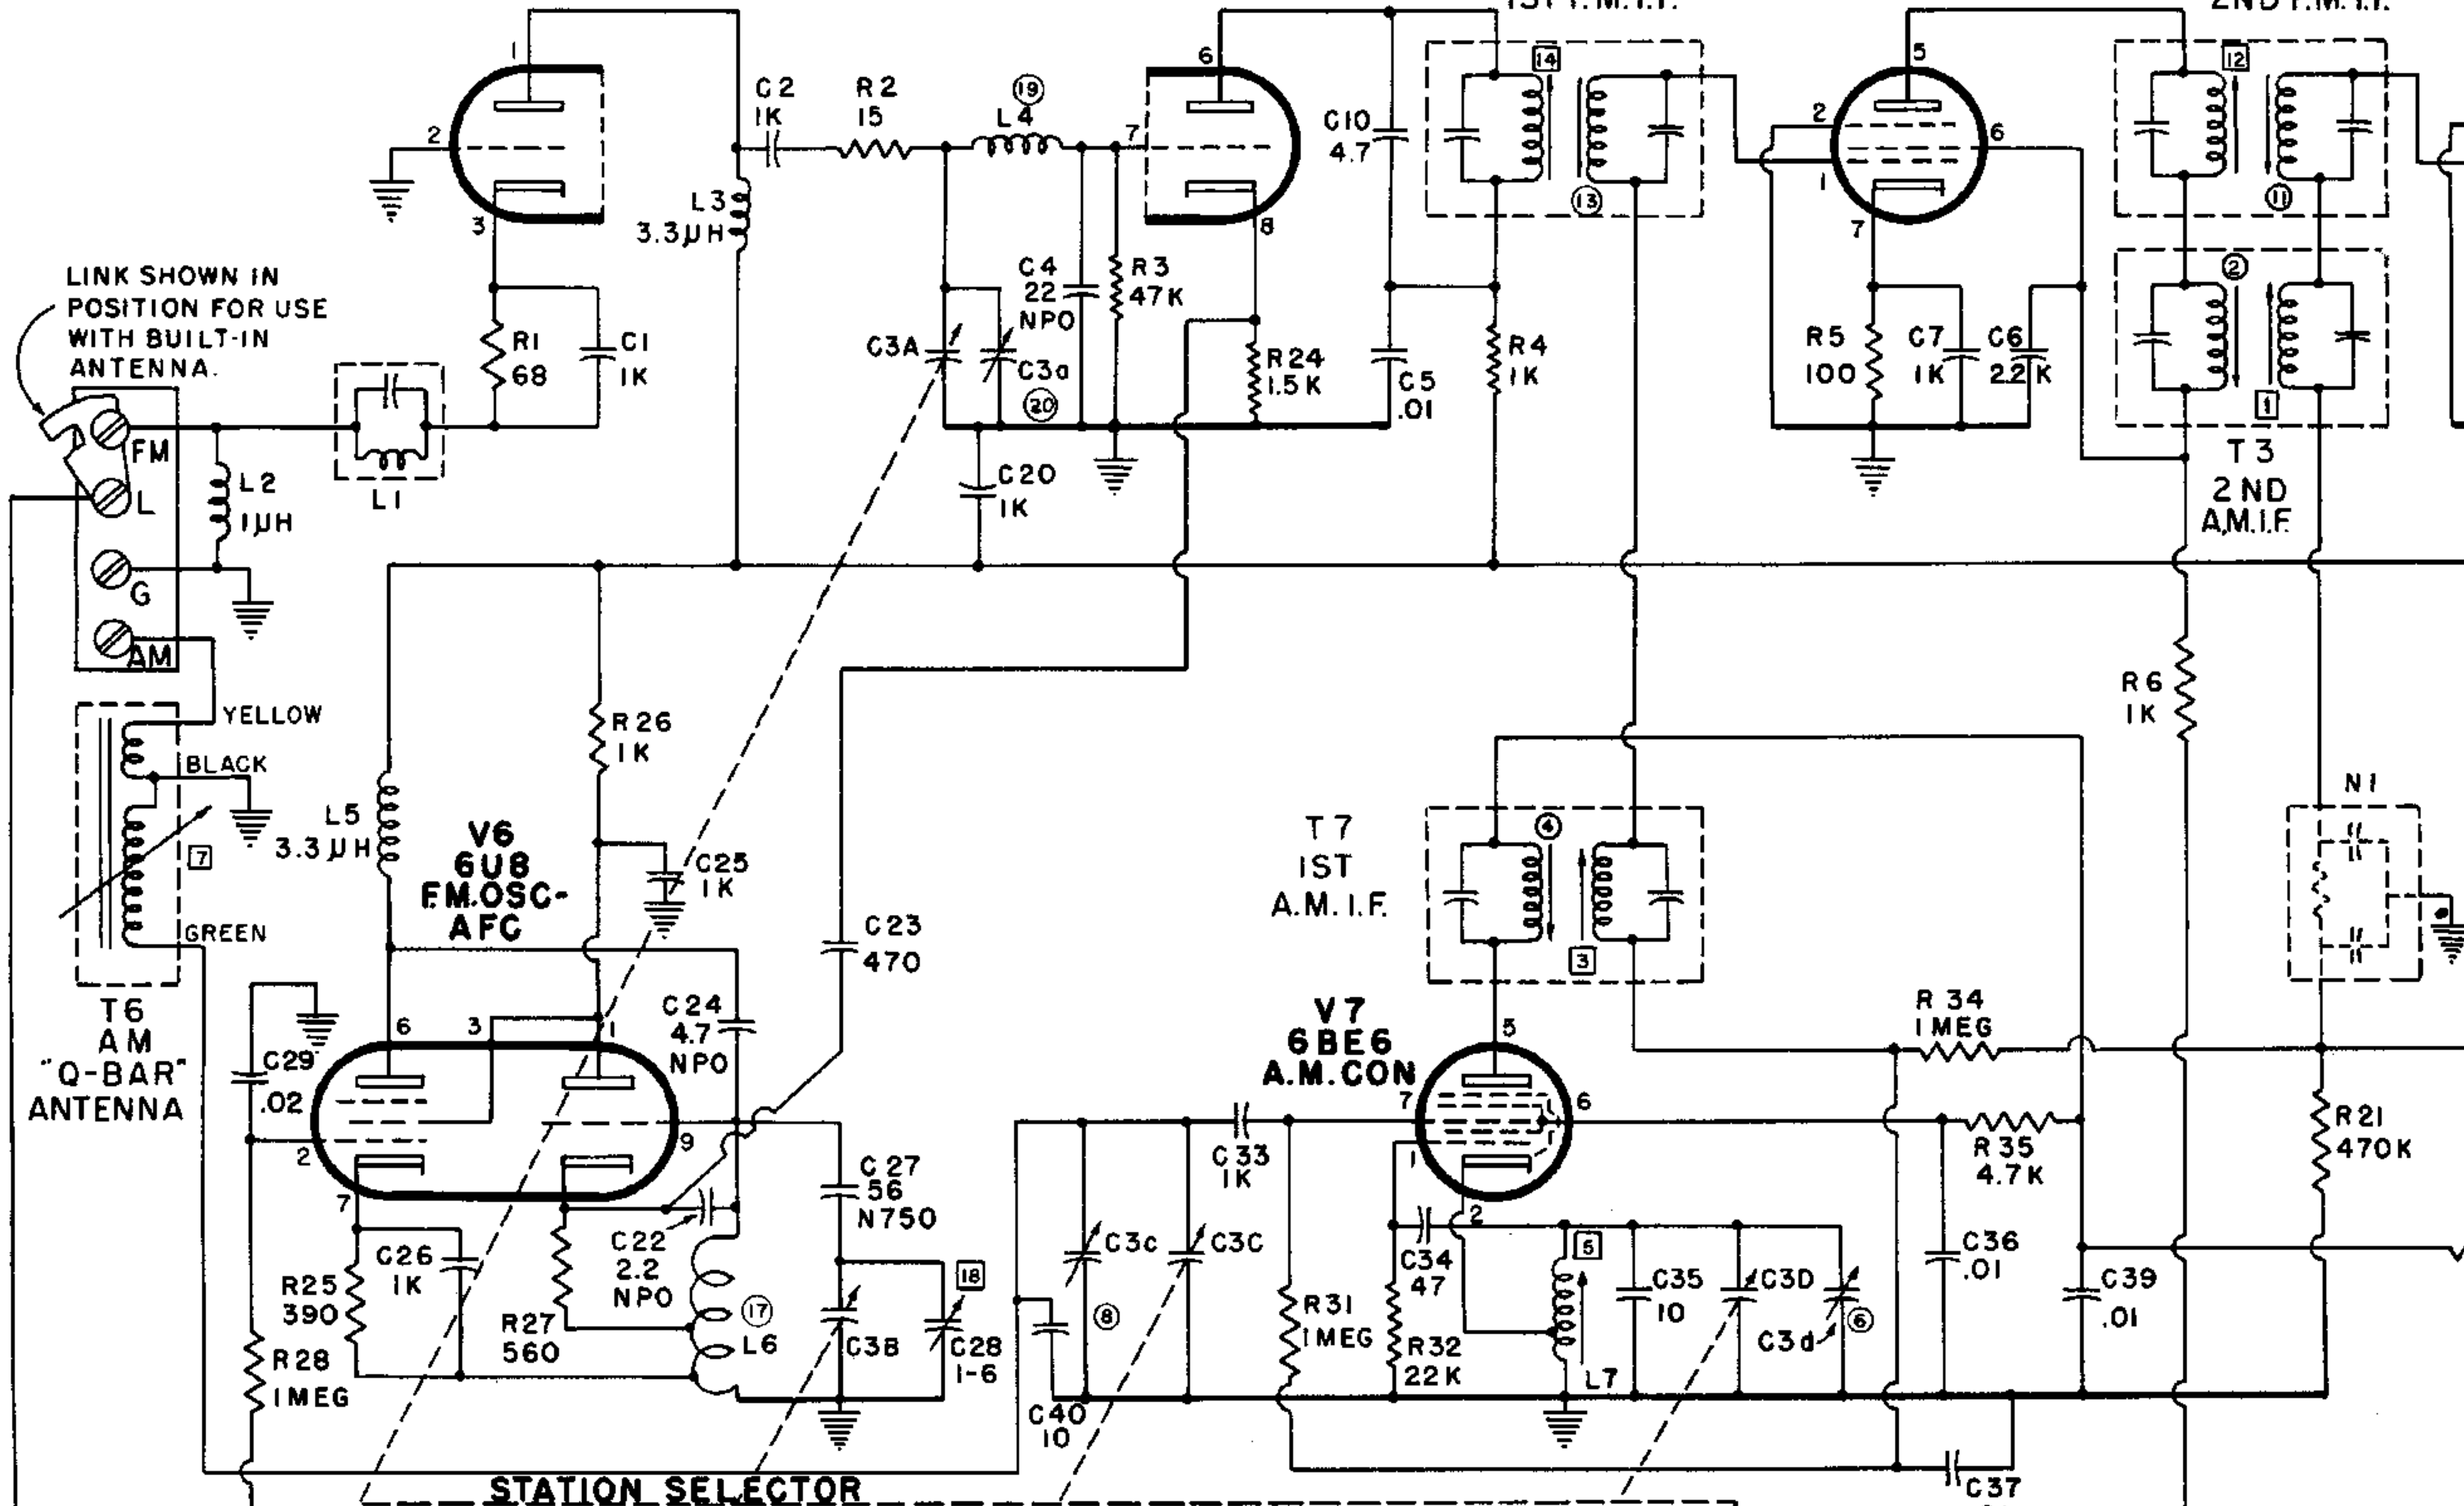 1ST F.M.I.F.
2ND F.M.I.F.
1
2
3
C2
1K
R2
15
19
L4
6
7
8
C10
4.7
14
13
5
2
1
6
7
12
11
L3
3.3µH
LINK SHOWN IN
POSITION FOR USE
WITH BUILT-IN
ANTENNA.
R1
68
C1
1K
C3A
C3a
20
C4
22
NPO
R3
47K
R24
1.5K
C5
.01
R4
1K
R5
100
C7
1K
C6
2.2K
2
1
T3
2ND
A.M.I.F.
FM
L
G
AM
L2
1µH
L1
C20
1K
YELLOW
BLACK
GREEN
7
T6
AM
"Q-BAR"
ANTENNA
R26
1K
L5
3.3µH
V6
6U8
F.M.OSC-
AFC
C25
1K
C23
470
R6
1K
N1
T7
1ST
A.M.I.F.
4
3
C24
4.7
NPO
6
3
1
2
7
9
C29
.02
V7
6BE6
A.M.CON
5
7
6
1
2
R34
1MEG
R35
4.7K
R21
470K
C27
56
N750
C33
1K
C26
1K
R25
390
R28
1MEG
C22
2.2
NPO
R27
560
17
L6
C3B
18
C28
1-6
C3c
8
C3C
C40
10
R31
1MEG
C34
47
R32
22K
5
L7
C35
10
C3D
C3d
6
C36
.01
C39
.01
C37
STATION SELECTOR